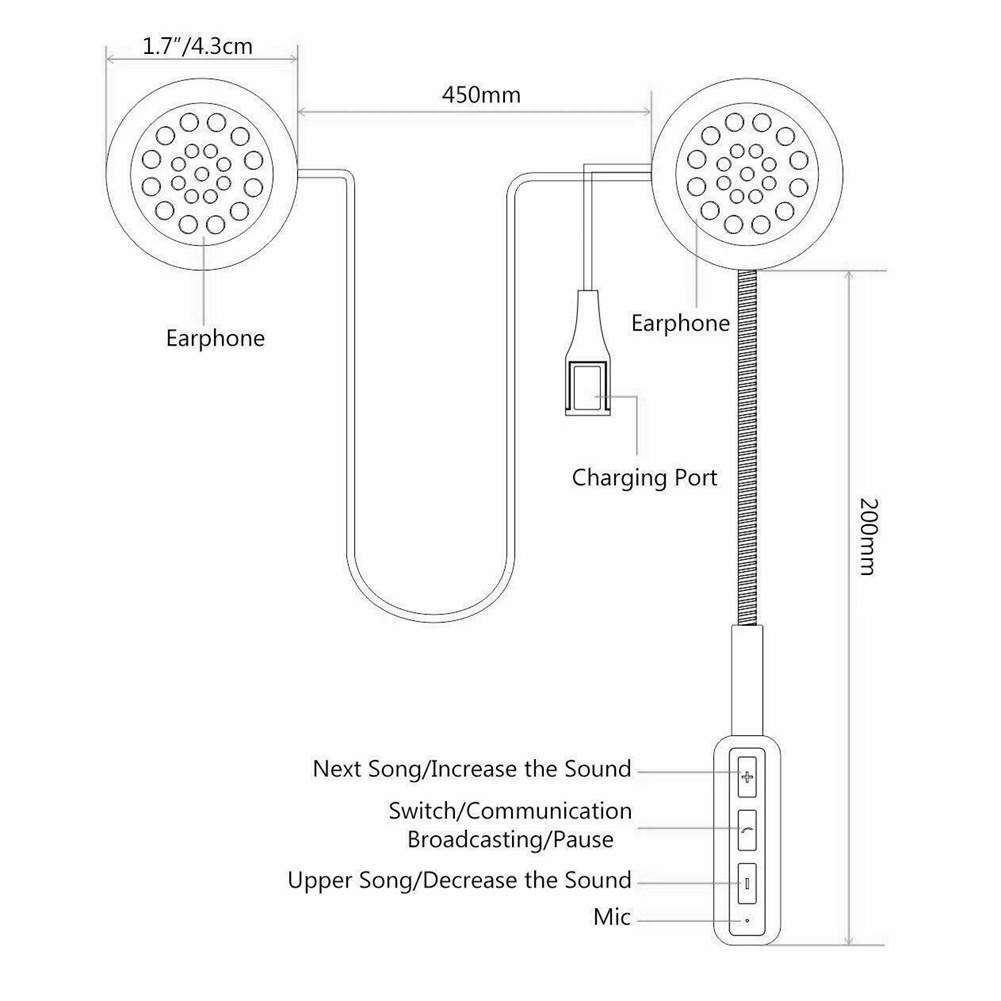 1.7"/4.3cm
450mm
Earphone
Earphone
Charging Port
200mm
Next Song/Increase the Sound
Switch/Communication
Broadcasting/Pause
Upper Song/Decrease the Sound
Mic